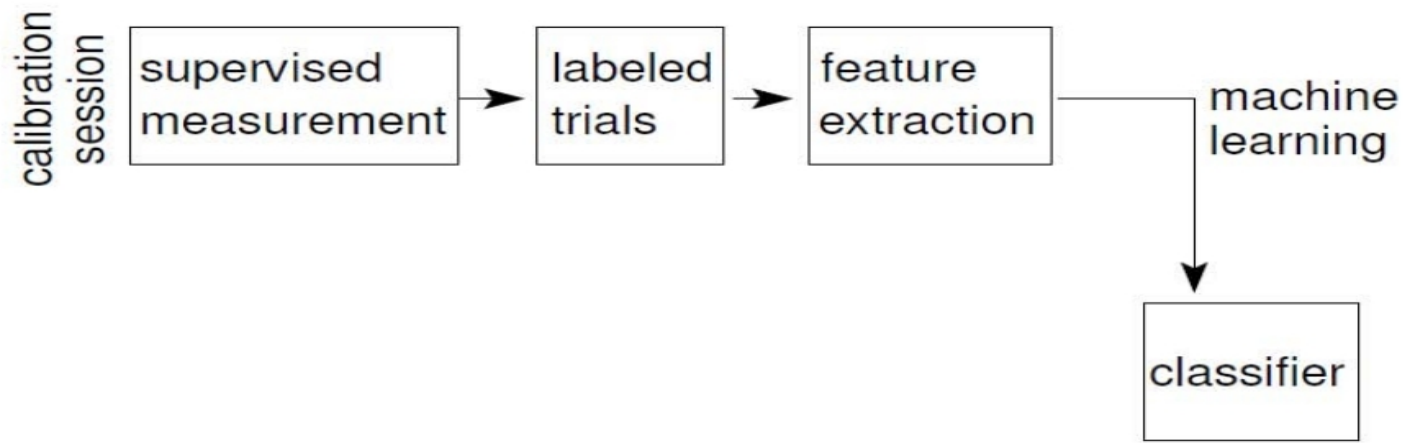 calibration
session
supervised
measurement
labeled
trials
feature
extraction
machine
learning
classifier